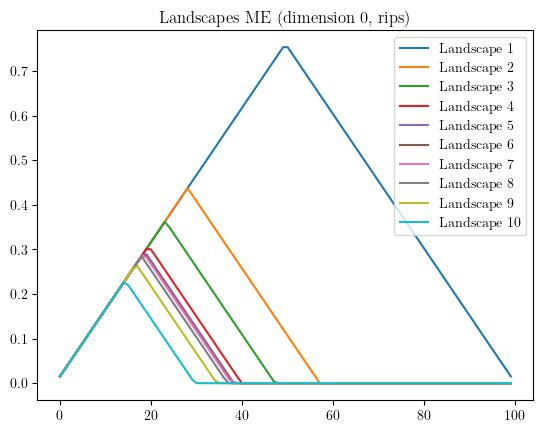 Landscapes ME (dimension 0, rips)
Landscape 1
Landscape 2
Landscape 3
Landscape 4
Landscape 5
Landscape 6
Landscape 7
Landscape 8
Landscape 9
Landscape 10
0.7
0.6
0.5
0.4
0.3
0.2
0.1
0.0
0 20 40 60 80 100